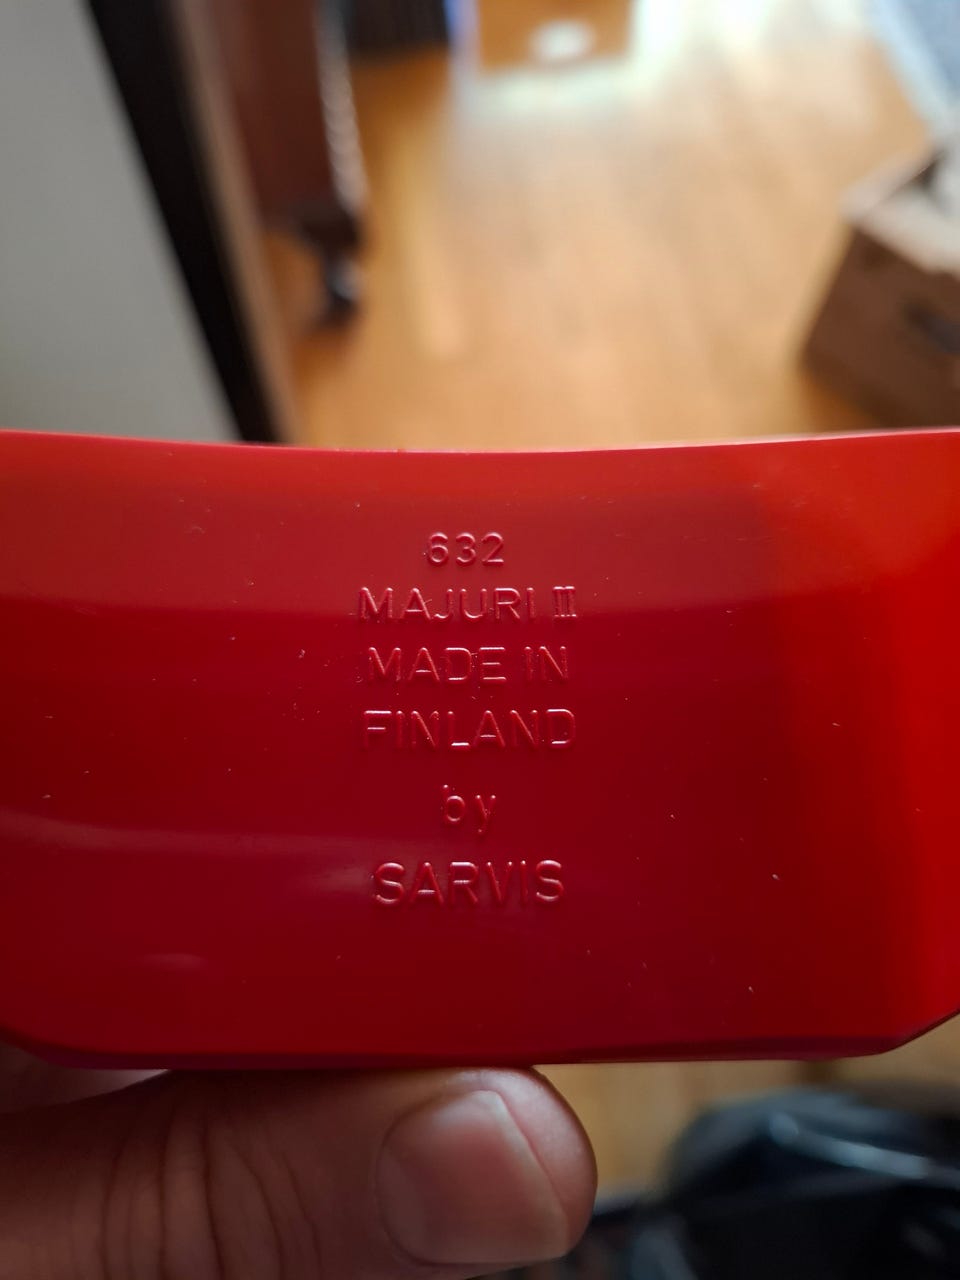 632
MAJURI III
MADE IN
FINLAND
by
SARVIS